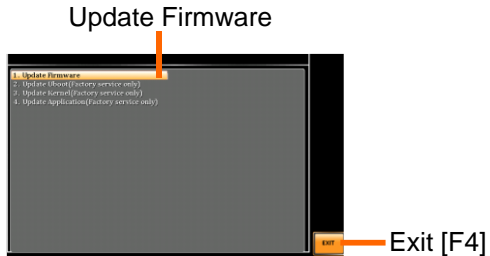 Update Firmware
1. Update Firmware
2. Update Uboot(Factory service only)
3. Update Kernel(Factory service only)
4. Update Application(Factory service only)
EXIT
Exit [F4]